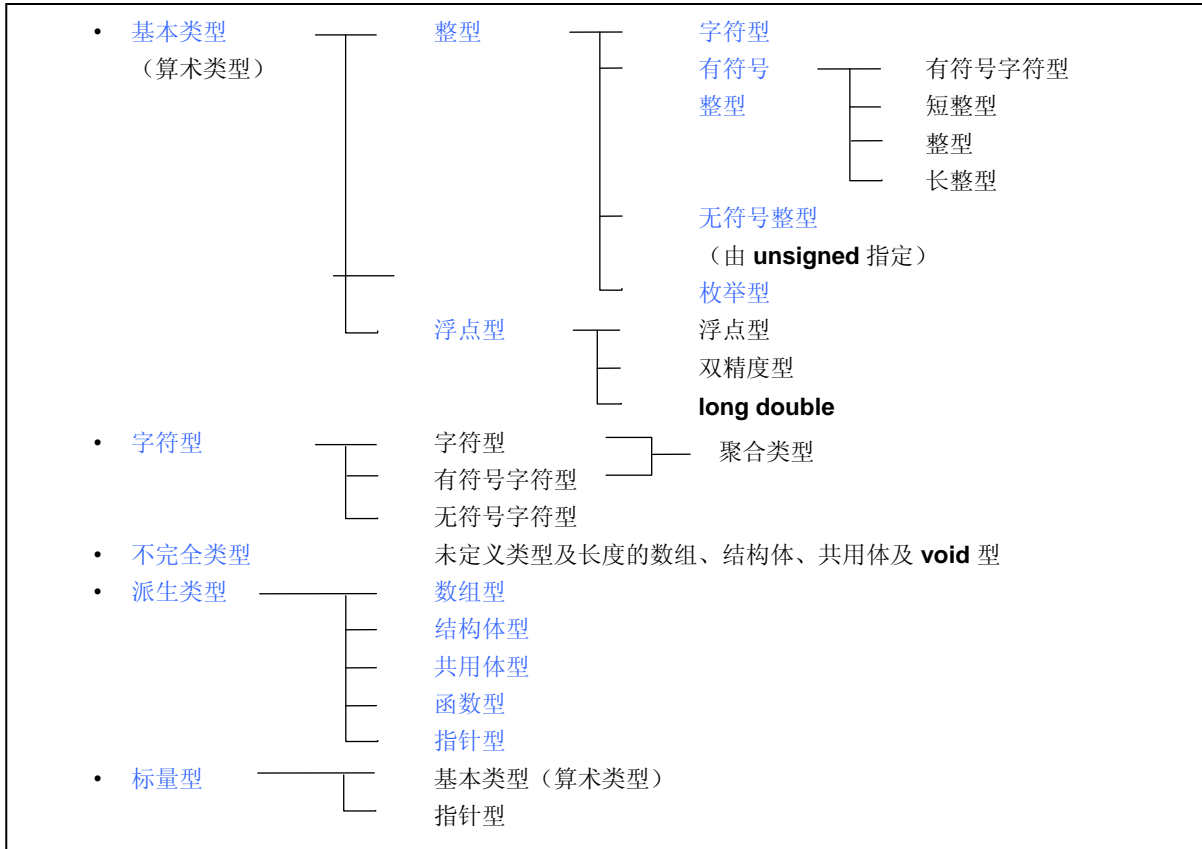 • 基本类型 整型 字符型
（算术类型） 有符号 有符号字符型
整型 短整型
整型
长整型
无符号整型
（由 unsigned 指定）
枚举型
浮点型 浮点型
双精度型
long double
• 字符型 字符型 聚合类型
有符号字符型
无符号字符型
• 不完全类型 未定义类型及长度的数组、结构体、共用体及 void 型
• 派生类型 数组型
结构体型
共用体型
函数型
指针型
• 标量型 基本类型（算术类型）
指针型